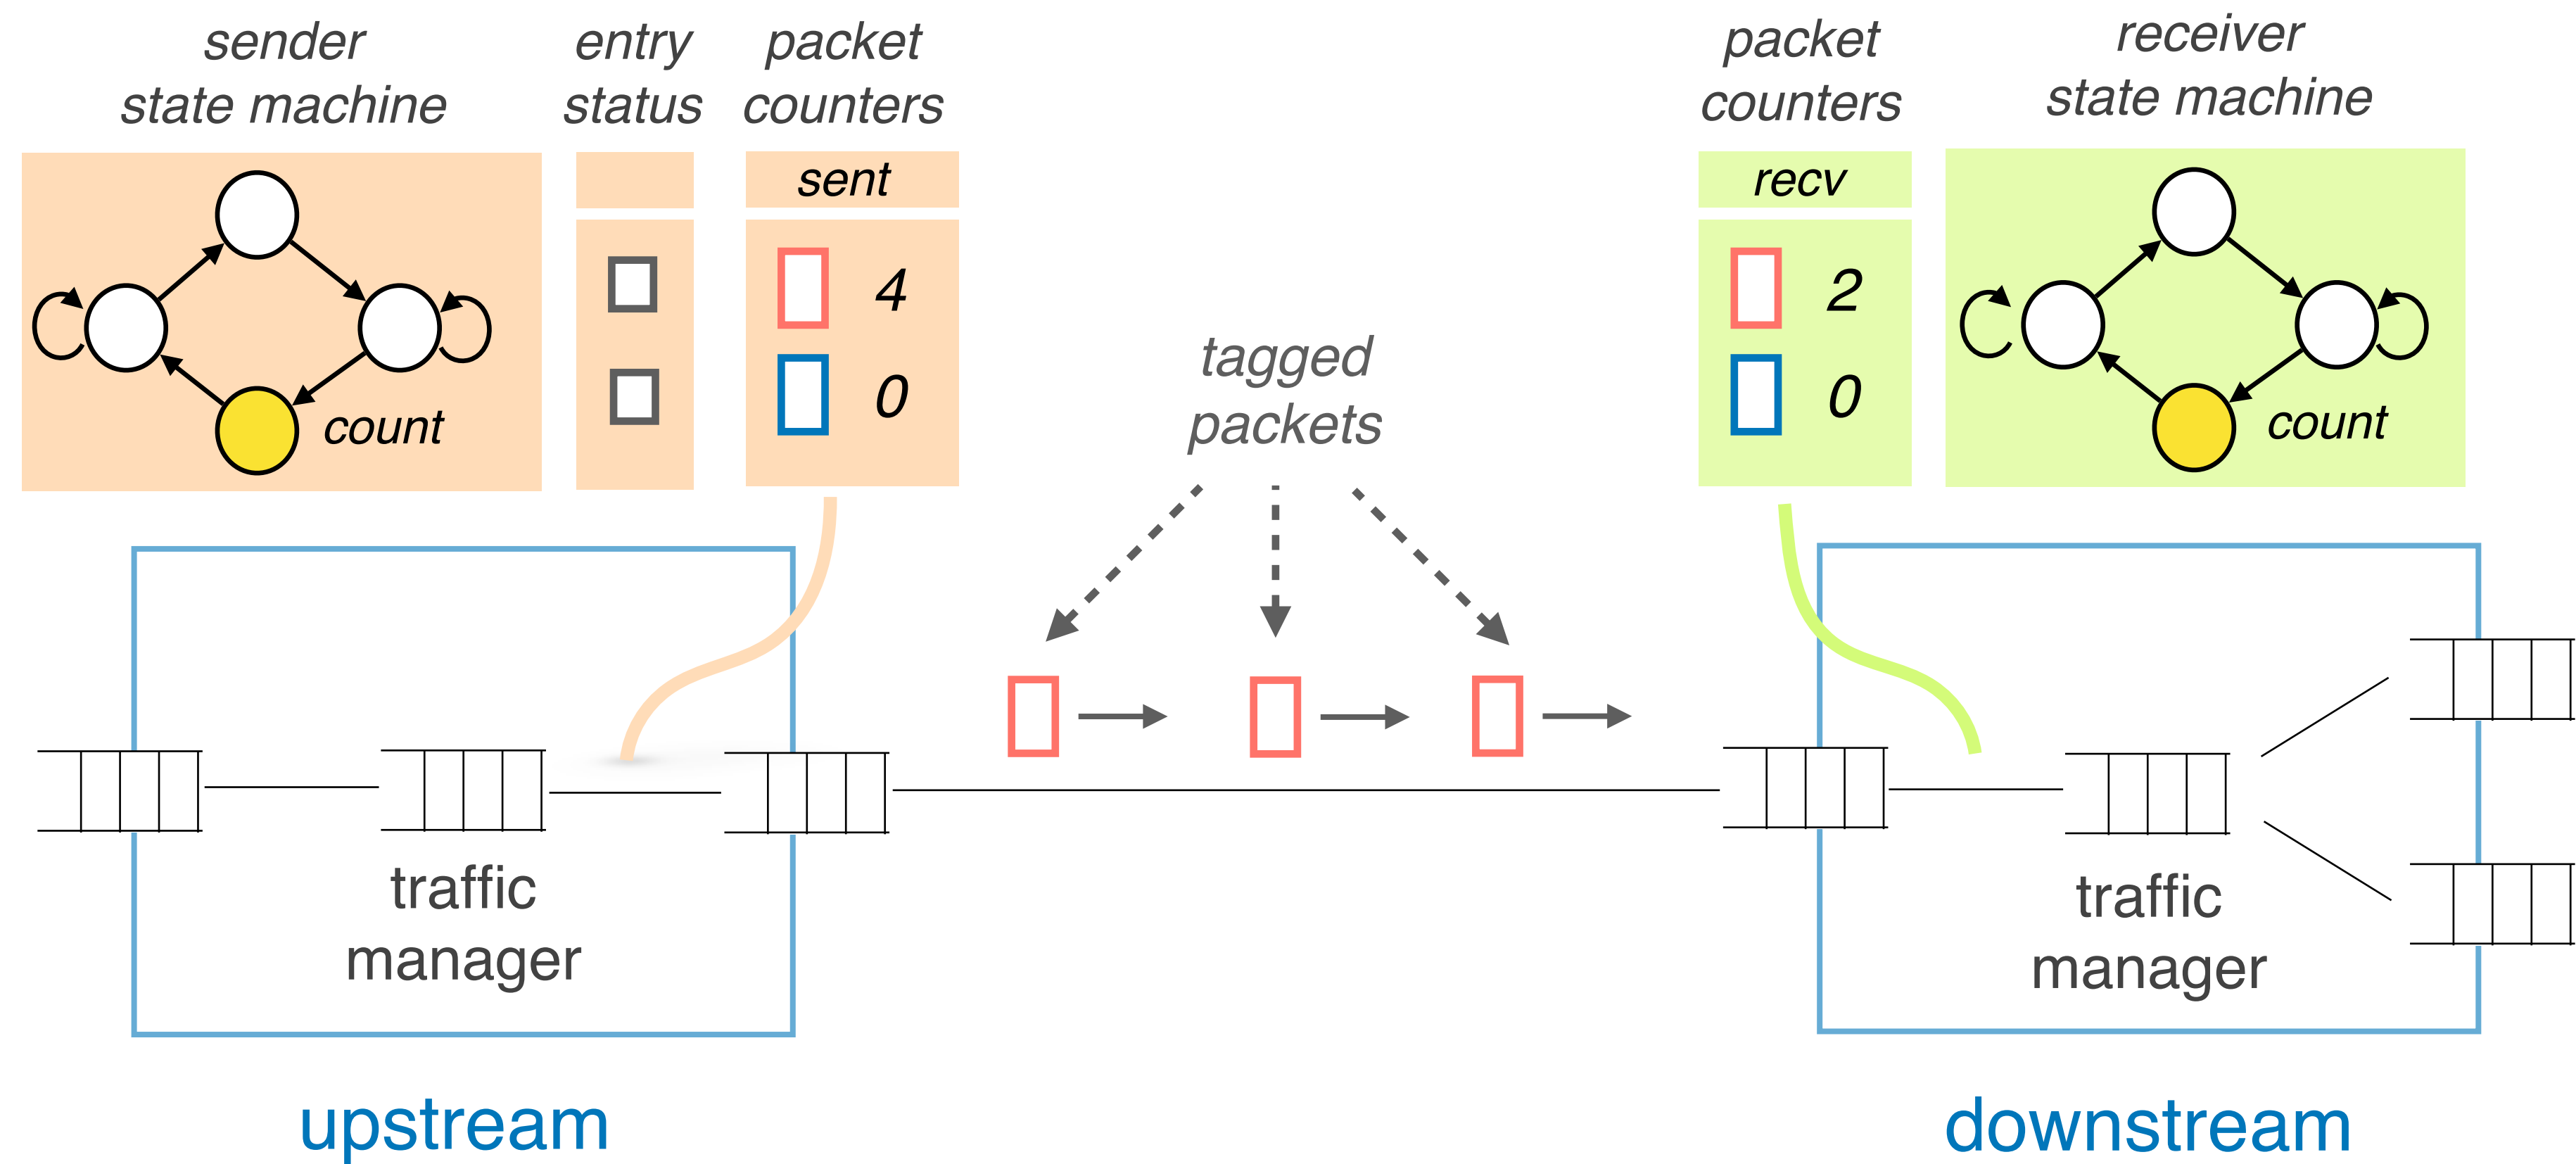 sender
state machine
entry
status
packet
counters
packet
counters
receiver
state machine
sent
recv
4
0
count
2
0
count
tagged
packets
traffic
manager
traffic
manager
upstream
downstream